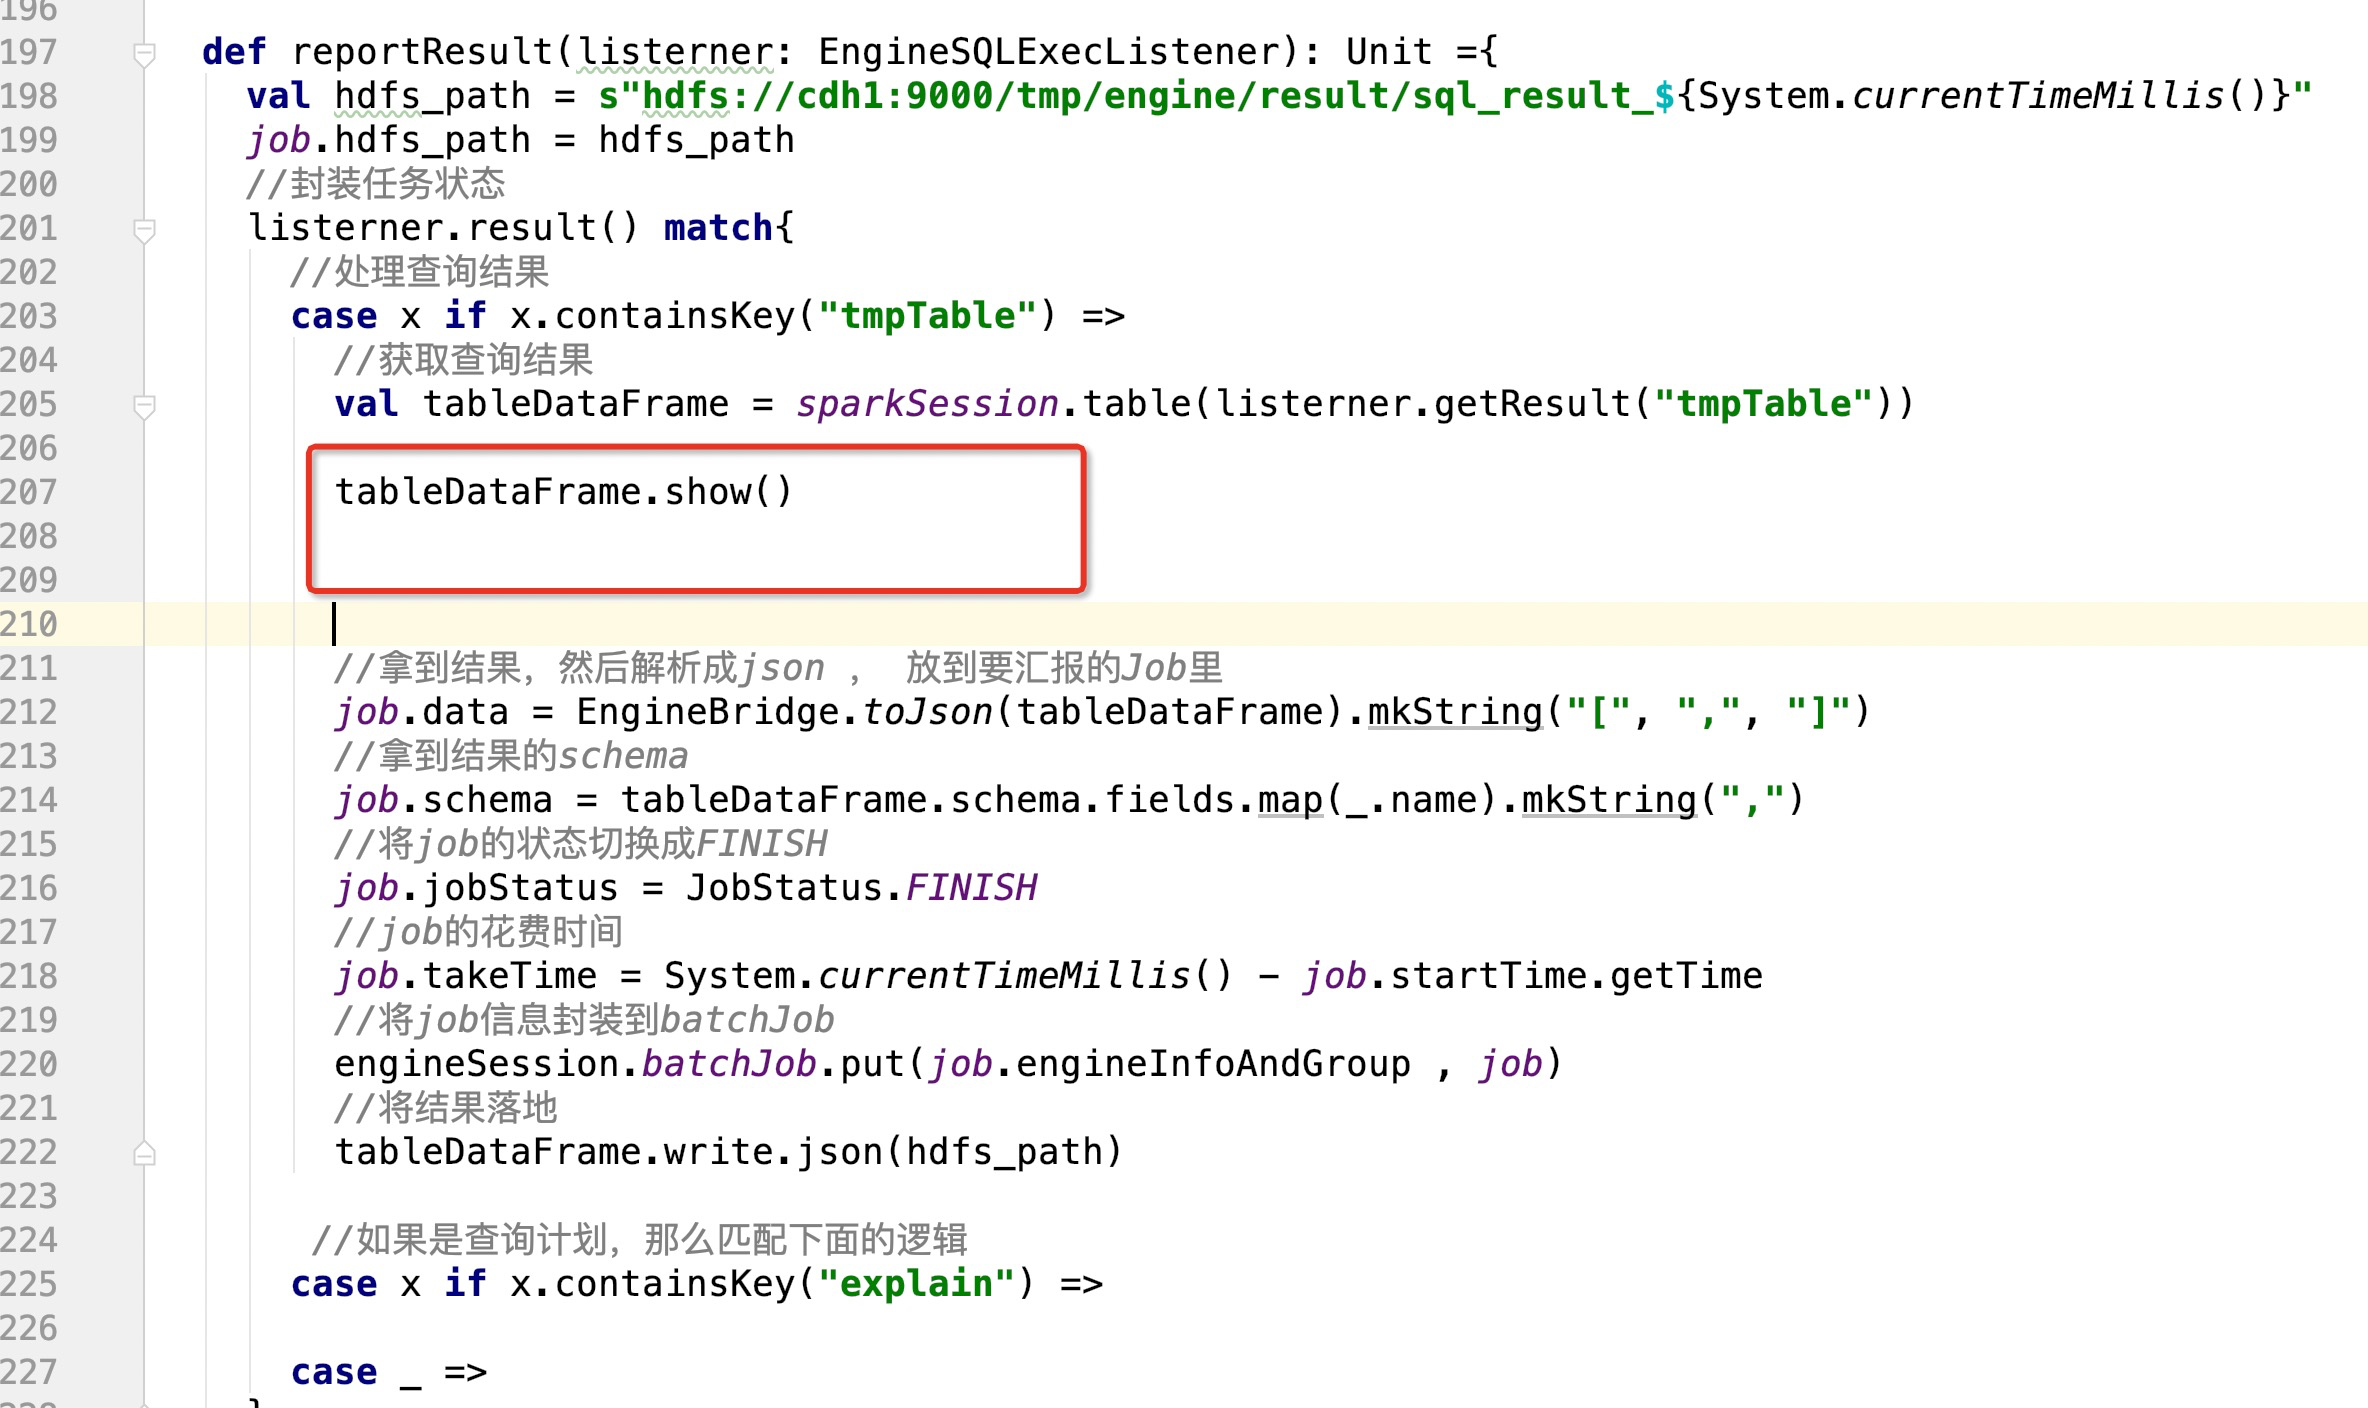 196
197 def reportResult(listerner: EngineSQLExecListener): Unit ={
198 val hdfs_path = s"hdfs://cdh1:9000/tmp/engine/result/sql_result_${System.currentTimeMillis()}"
199 job.hdfs_path = hdfs_path
200 //封装任务状态
201 listerner.result() match{
202 //处理查询结果
203 case x if x.containsKey("tmpTable") =>
204 //获取查询结果
205 val tableDataFrame = sparkSession.table(listerner.getResult("tmpTable"))
206
207 tableDataFrame.show()
208
209
210
211 //拿到结果，然后解析成json ， 放到要汇报的Job里
212 job.data = EngineBridge.toJson(tableDataFrame).mkString("[", ",", "]")
213 //拿到结果的schema
214 job.schema = tableDataFrame.schema.fields.map(_.name).mkString(",")
215 //将job的状态切换成FINISH
216 job.jobStatus = JobStatus.FINISH
217 //job的花费时间
218 job.takeTime = System.currentTimeMillis() - job.startTime.getTime
219 //将job信息封装到batchJob
220 engineSession.batchJob.put(job.engineInfoAndGroup , job)
221 //将结果落地
222 tableDataFrame.write.json(hdfs_path)
223
224 //如果是查询计划，那么匹配下面的逻辑
225 case x if x.containsKey("explain") =>
226
227 case _ =>
228 }